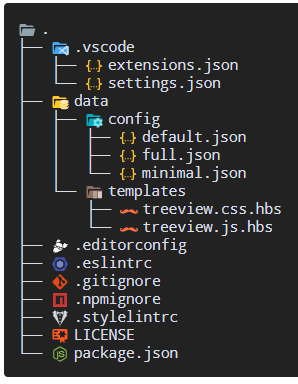 .
.vscode
extensions.json
settings.json
data
config
default.json
full.json
minimal.json
templates
treeview.css.hbs
treeview.js.hbs
.editorconfig
.eslintrc
.gitignore
.npmignore
.stylelintrc
LICENSE
package.json